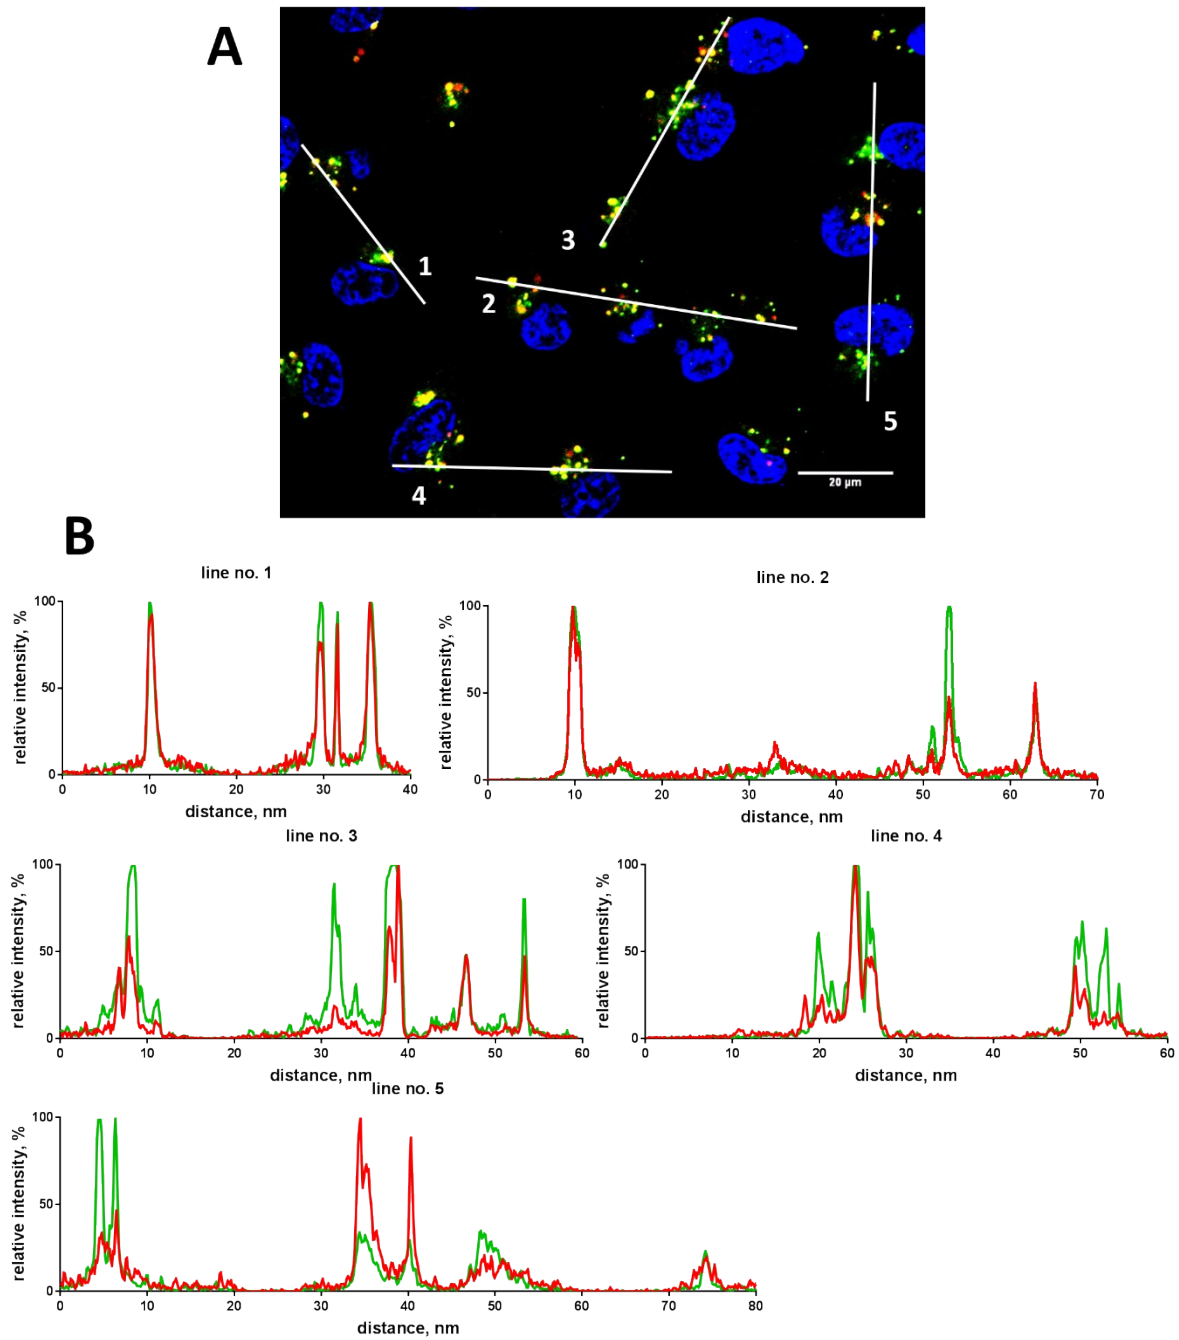 A
1
2
3
4
5
20 µm
B
line no. 1
relative intensity, %
100
50
0
0 10 20 30 40
distance, nm
line no. 2
relative intensity, %
100
50
0
0 10 20 30 40 50 60 70
distance, nm
line no. 3
relative intensity, %
100
50
0
0 10 20 30 40 50 60
distance, nm
line no. 4
relative intensity, %
100
50
0
0 10 20 30 40 50 60
distance, nm
line no. 5
relative intensity, %
100
50
0
0 10 20 30 40 50 60 70 80
distance, nm